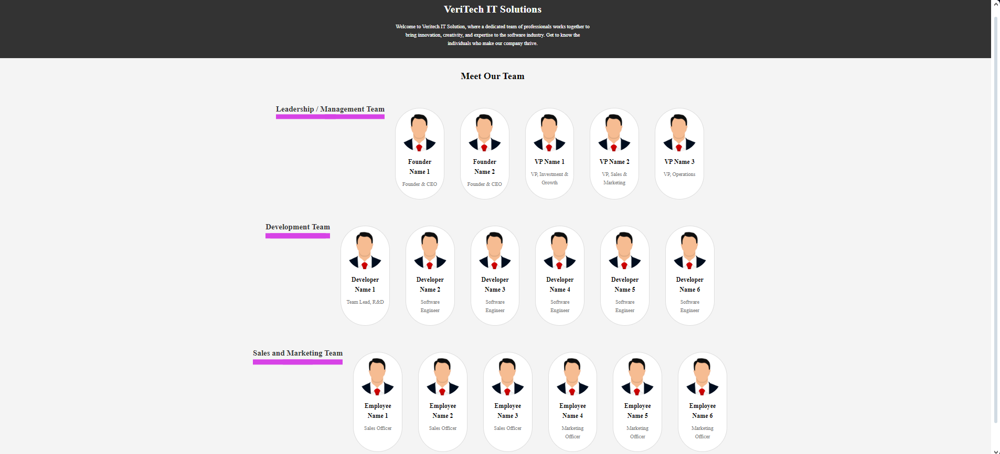 VeriTech IT Solutions
Welcome to Veritech IT Solution, where a dedicated team of professionals works together to
bring innovation, creativity, and expertise to the software industry. Get to know the
individuals who make our company thrive.
Meet Our Team
Leadership / Management Team
Founder
Name 1
Founder & CEO
Founder
Name 2
Founder & CEO
VP Name 1
VP, Investment &
Growth
VP Name 2
VP, Sales &
Marketing
VP Name 3
VP, Operations
Development Team
Developer
Name 1
Team Lead, R&D
Developer
Name 2
Software
Engineer
Developer
Name 3
Software
Engineer
Developer
Name 4
Software
Engineer
Developer
Name 5
Software
Engineer
Developer
Name 6
Software
Engineer
Sales and Marketing Team
Employee
Name 1
Sales Officer
Employee
Name 2
Sales Officer
Employee
Name 3
Sales Officer
Employee
Name 4
Marketing
Officer
Employee
Name 5
Marketing
Officer
Employee
Name 6
Marketing
Officer